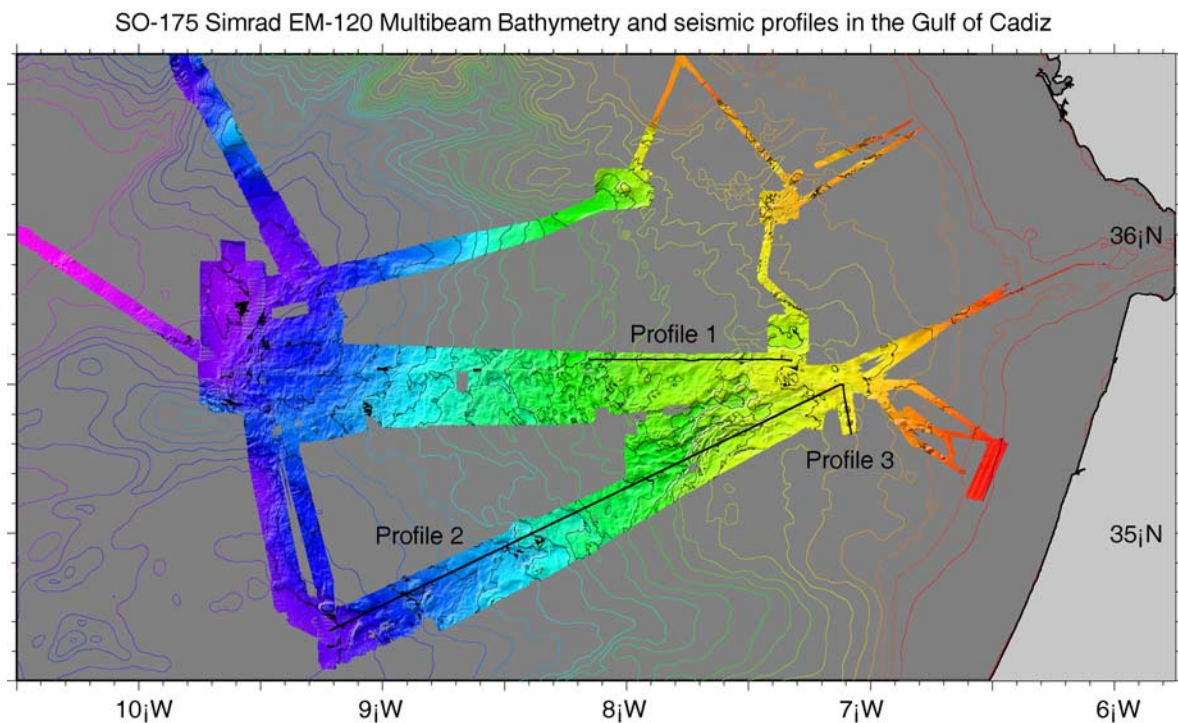 SO-175 Simrad EM-120 Multibeam Bathymetry and seismic profiles in the Gulf of Cadiz
36¡N
Profile 1
Profile 3
Profile 2
35¡N
10¡W
9¡W
8¡W
7¡W
6¡W